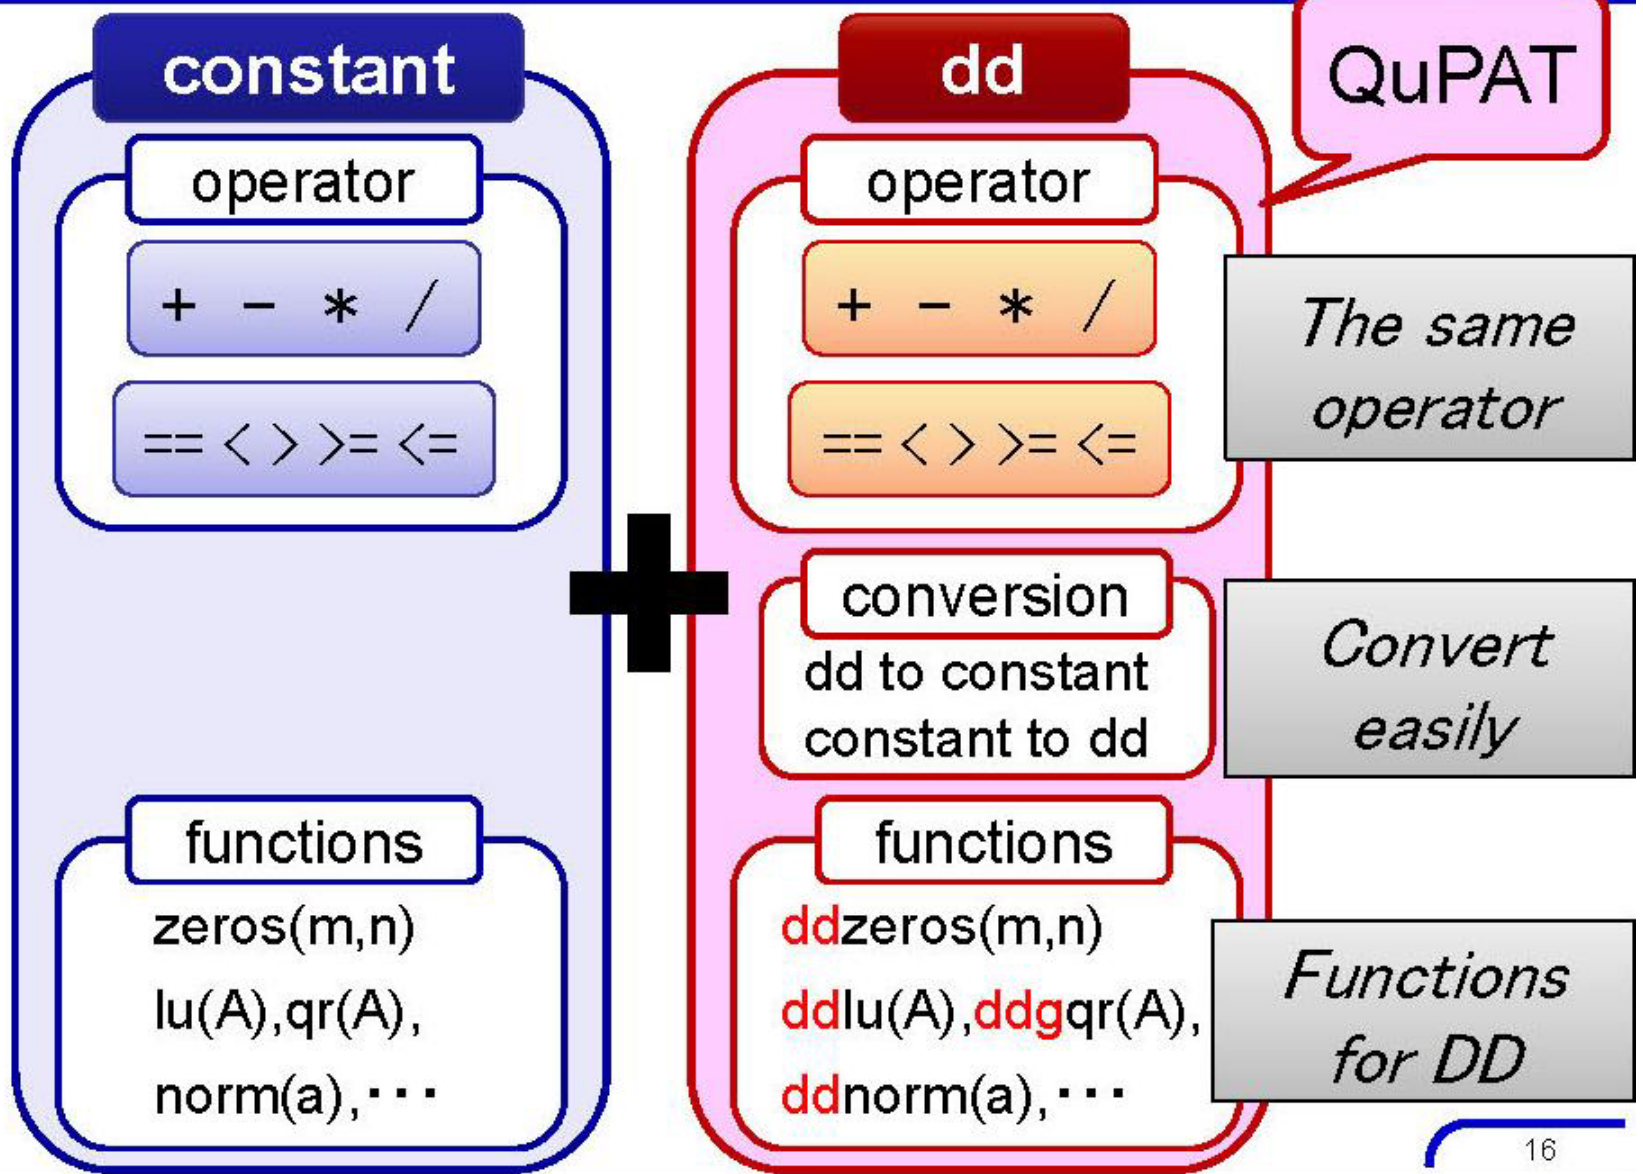 constant
operator
+ − * /
== < > >= <=
functions
zeros(m,n)
lu(A),qr(A),
norm(a),···
dd
operator
+ − * /
== < > >= <=
conversion
dd to constant
constant to dd
functions
ddzeros(m,n)
ddlu(A),ddgqr(A),
ddnorm(a),···
QuPAT
The same
operator
Convert
easily
Functions
for DD
16